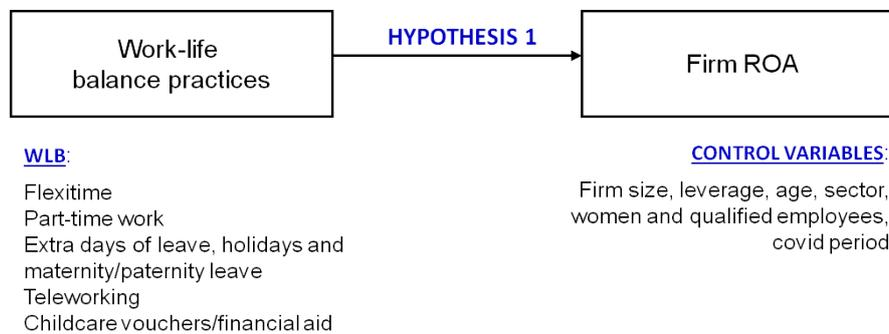 Work-life
balance practices
HYPOTHESIS 1
Firm ROA
WLB:
Flexitime
Part-time work
Extra days of leave, holidays and
maternity/paternity leave
Teleworking
Childcare vouchers/financial aid
CONTROL VARIABLES:
Firm size, leverage, age, sector,
women and qualified employees,
covid period